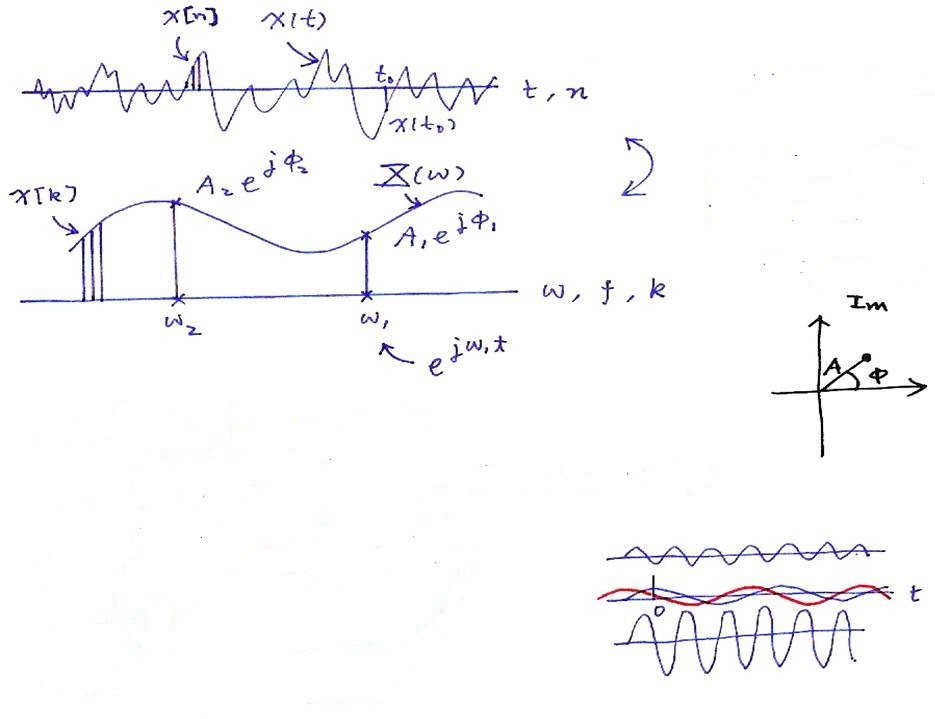 x[n] x(t)
t₀
t, n
x(t₀)
A₂e^{jΦ₂} X(ω)
x[k]
A₁e^{jΦ₁}
ω, f, k
ω₂ ω₁
e^{jω₁t}
Im
A Φ
t
0